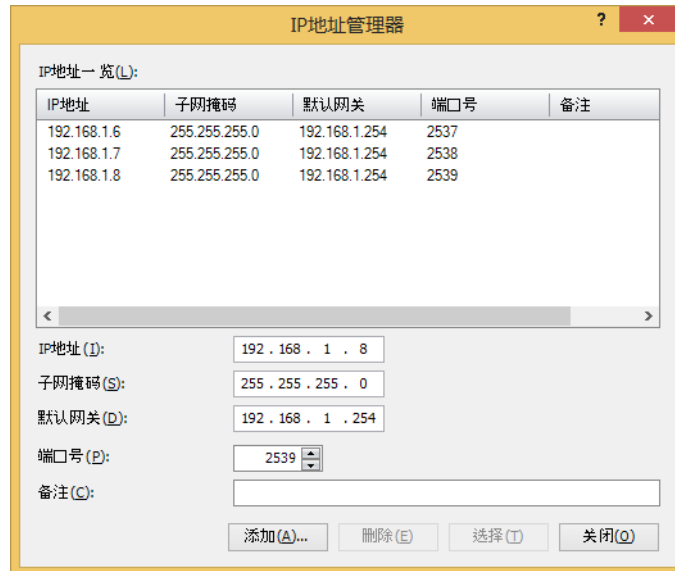 IP地址管理器 ? ×
IP地址一 览(L):
IP地址 子网掩码 默认网关 端口号 备注
192.168.1.6 255.255.255.0 192.168.1.254 2537
192.168.1.7 255.255.255.0 192.168.1.254 2538
192.168.1.8 255.255.255.0 192.168.1.254 2539
IP地址(I): 192 . 168 . 1 . 8
子网掩码(S): 255 . 255 . 255 . 0
默认网关(D): 192 . 168 . 1 . 254
端口号(P): 2539
备注(C):
添加(A)... 删除(E) 选择(T) 关闭(O)